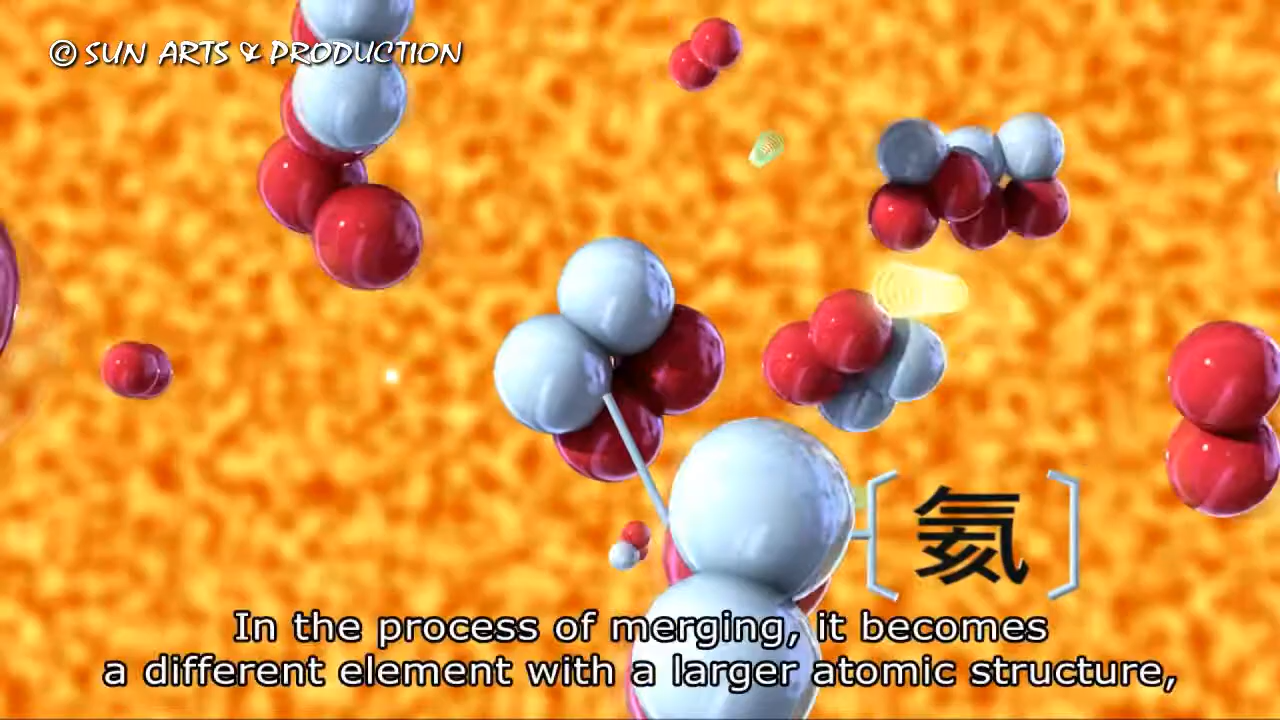 © SUN ARTS & PRODUCTION
氦
In the process of merging, it becomes
a different element with a larger atomic structure,